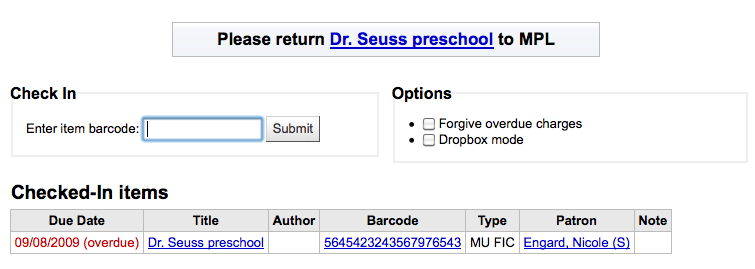 Please return Dr. Seuss preschool to MPL
Check In
Enter item barcode: Submit
Options
Forgive overdue charges
Dropbox mode
Checked-In items
Due Date Title Author Barcode Type Patron Note
09/08/2009 (overdue) Dr. Seuss preschool 5645423243567976543 MU FIC Engard, Nicole (S)